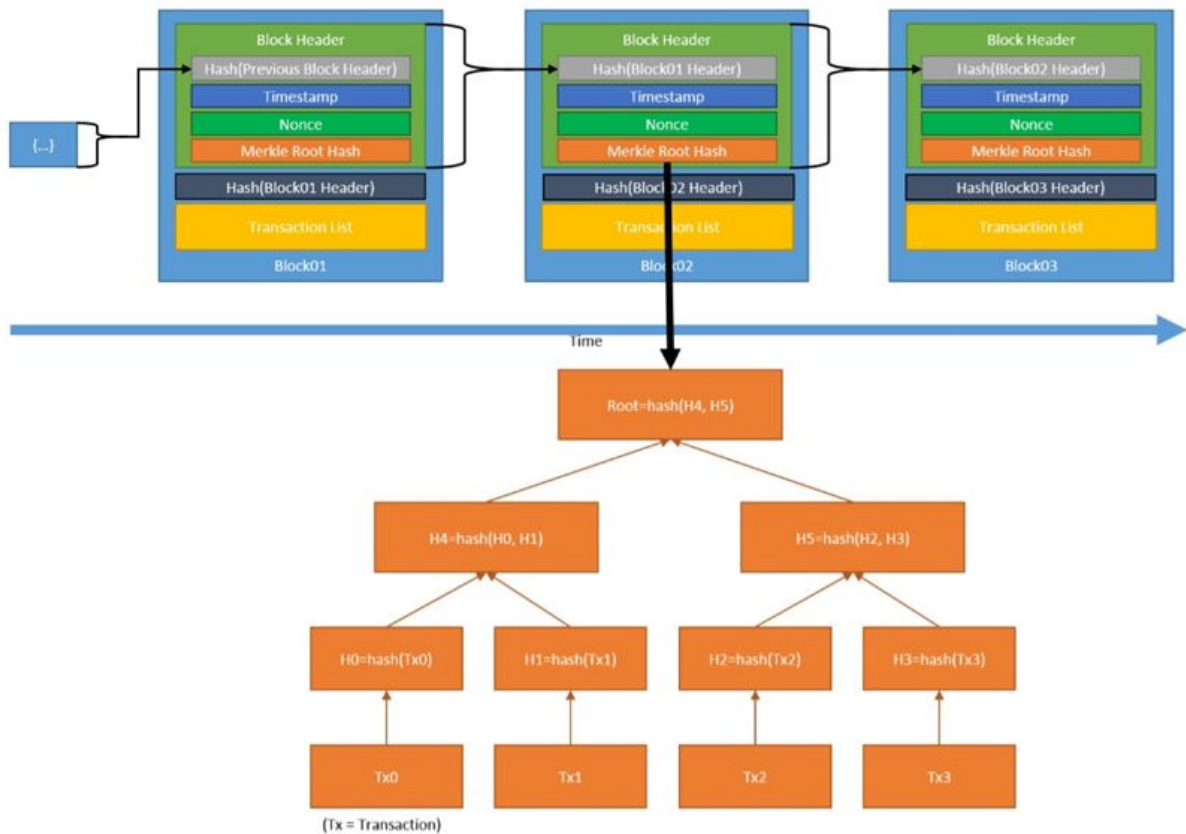 Block Header
Hash(Previous Block Header)
Timestamp
Nonce
Merkle Root Hash
Hash(Block01 Header)
Transaction List
Block01
Block Header
Hash(Block01 Header)
Timestamp
Nonce
Merkle Root Hash
Hash(Block02 Header)
Transaction List
Block02
Block Header
Hash(Block02 Header)
Timestamp
Nonce
Merkle Root Hash
Hash(Block03 Header)
Transaction List
Block03
{...}
Time
Root=hash(H4, H5)
H4=hash(H0, H1)
H5=hash(H2, H3)
H0=hash(Tx0)
H1=hash(Tx1)
H2=hash(Tx2)
H3=hash(Tx3)
Tx0
Tx1
Tx2
Tx3
(Tx = Transaction)